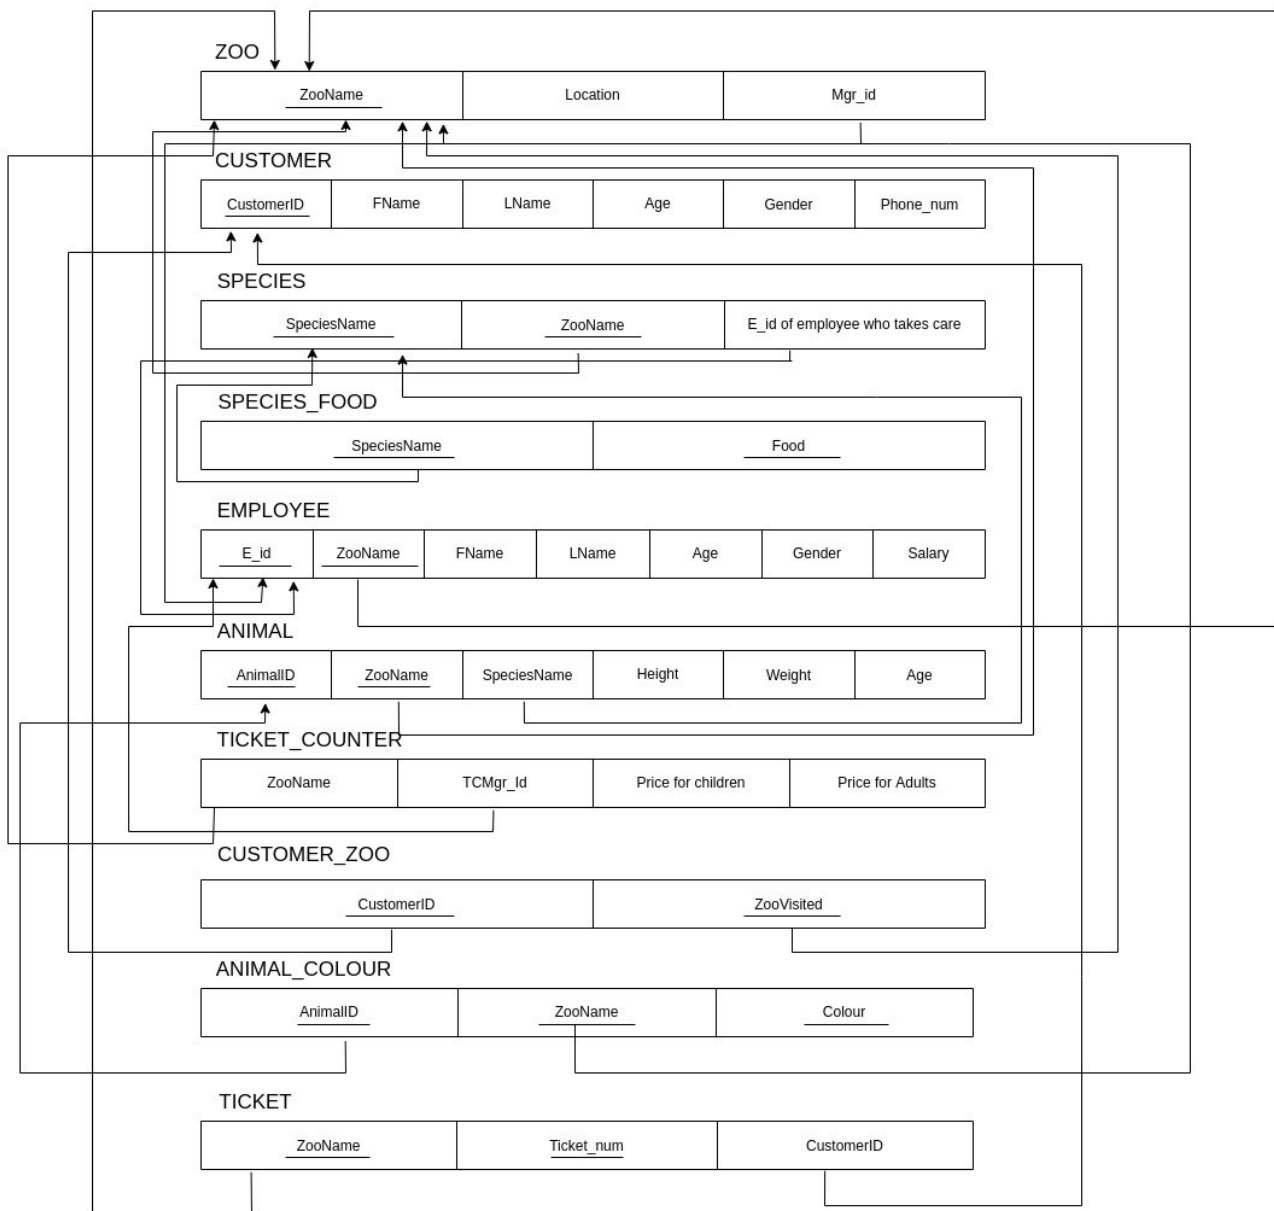 ZOO
ZooName Location Mgr_id
CUSTOMER
CustomerID FName LName Age Gender Phone_num
SPECIES
SpeciesName ZooName E_id of employee who takes care
SPECIES_FOOD
SpeciesName Food
EMPLOYEE
E_id ZooName FName LName Age Gender Salary
ANIMAL
AnimalID ZooName SpeciesName Height Weight Age
TICKET_COUNTER
ZooName TCMgr_Id Price for children Price for Adults
CUSTOMER_ZOO
CustomerID ZooVisited
ANIMAL_COLOUR
AnimalID ZooName Colour
TICKET
ZooName Ticket_num CustomerID